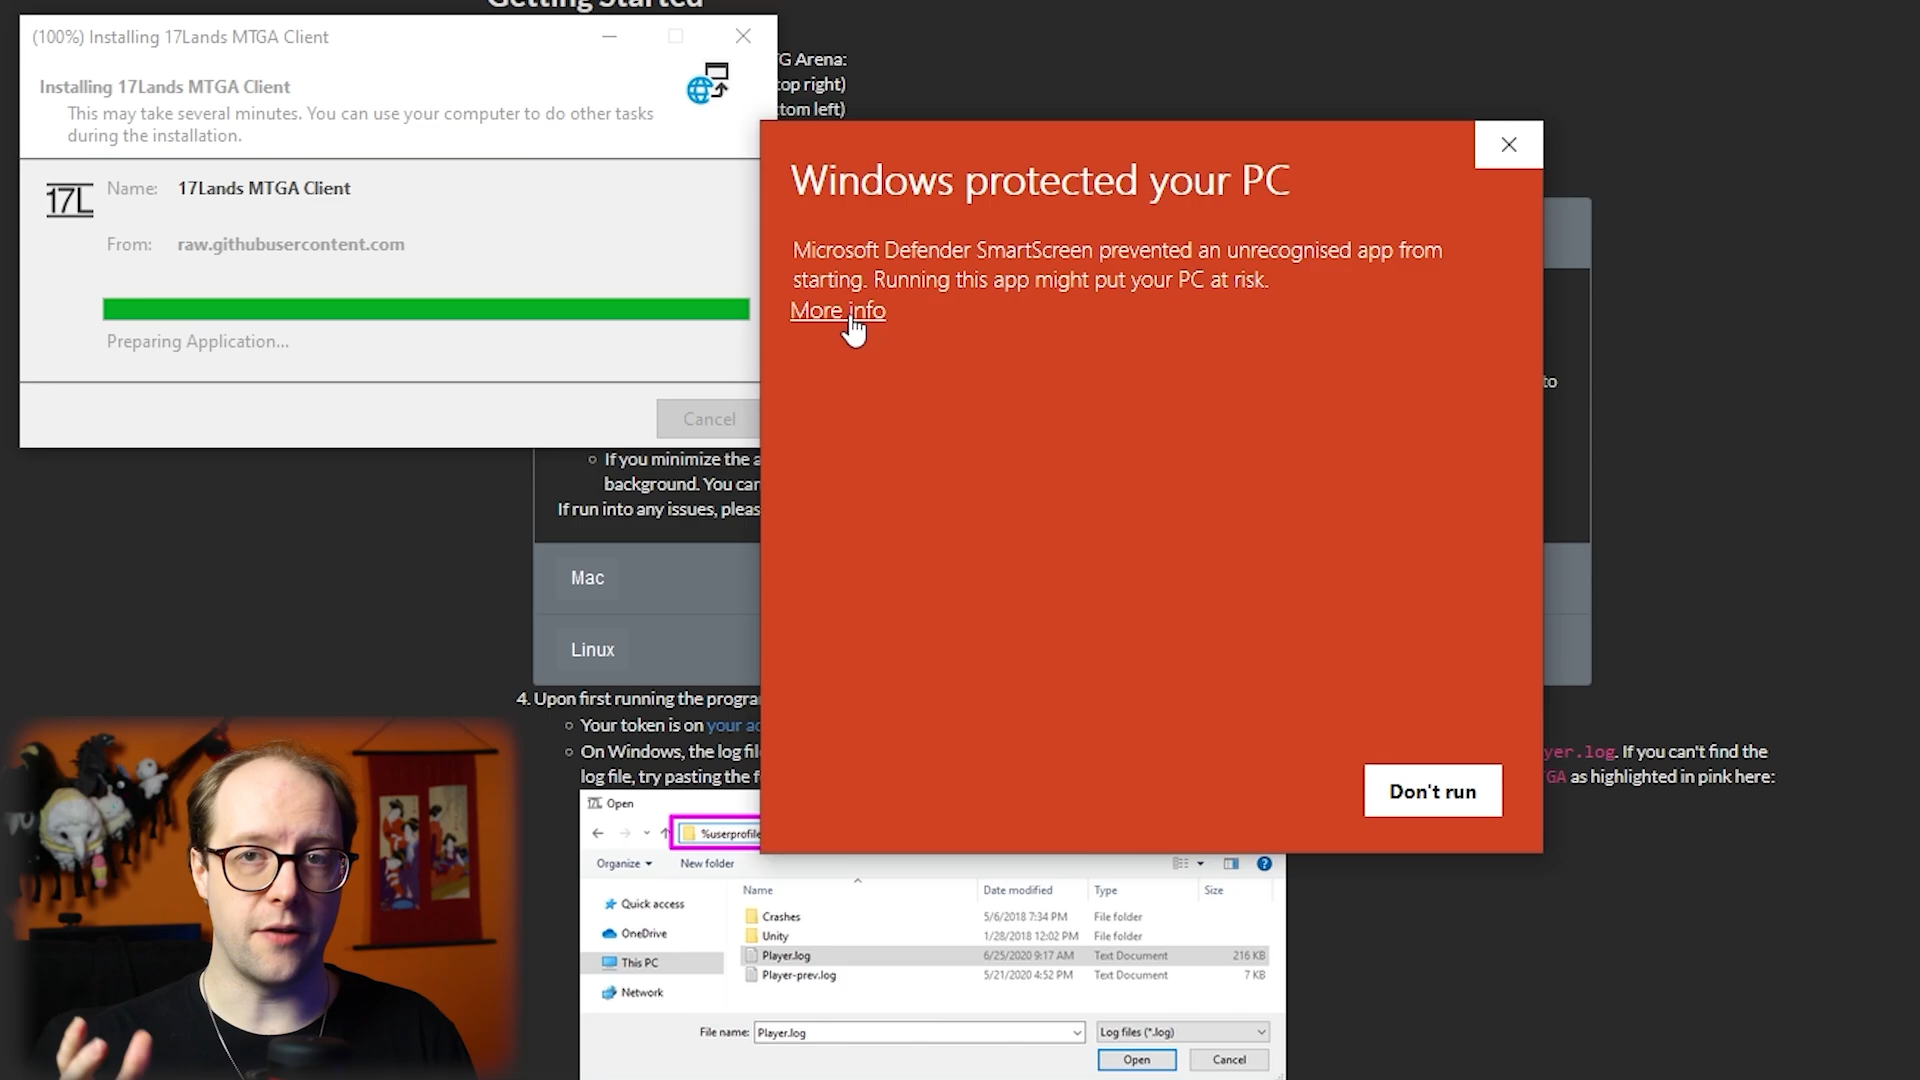 Getting Started
(100%) Installing 17Lands MTGA Client
Installing 17Lands MTGA Client
This may take several minutes. You can use your computer to do other tasks
during the installation.
17L
Name: 17Lands MTGA Client
From: raw.githubusercontent.com
Preparing Application...
Cancel
G Arena:
top right)
tom left)
Windows protected your PC
Microsoft Defender SmartScreen prevented an unrecognised app from
starting. Running this app might put your PC at risk.
More info
Don't run
to
If you minimize the a
background. You can
If run into any issues, pleas
Mac
Linux
4. Upon first running the progra
Your token is on your ac
On Windows, the log fil
yer.log. If you can't find the
log file, try pasting the f
GA as highlighted in pink here:
17L Open
%userprofile
Organize
New folder
Name Date modified Type Size
Quick access
OneDrive
This PC
Network
Crashes 5/6/2018 7:34 PM File folder
Unity 1/28/2018 12:02 PM File folder
Player.log 6/25/2020 9:17 AM Text Document 216 KB
Player-prev.log 5/21/2020 4:52 PM Text Document 7 KB
File name: Player.log
Log files (*.log)
Open
Cancel